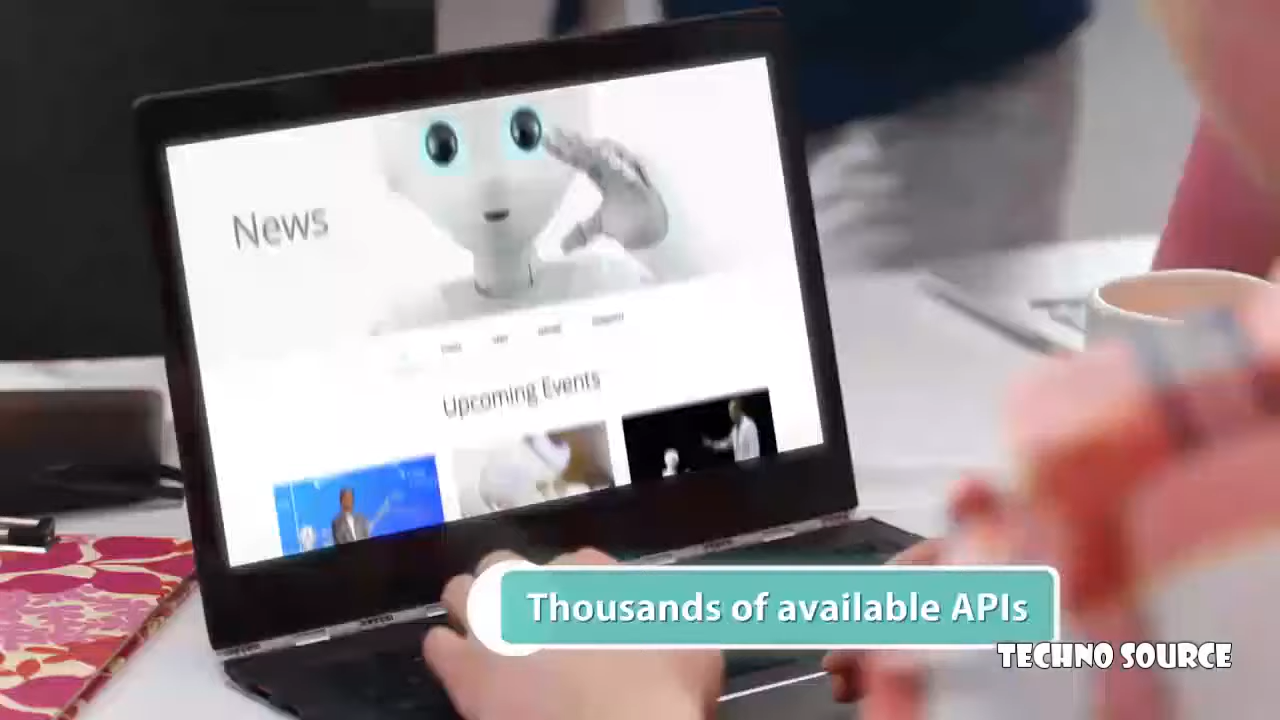 News
Upcoming Events
Thousands of available APIs
TECHNO SOURCE